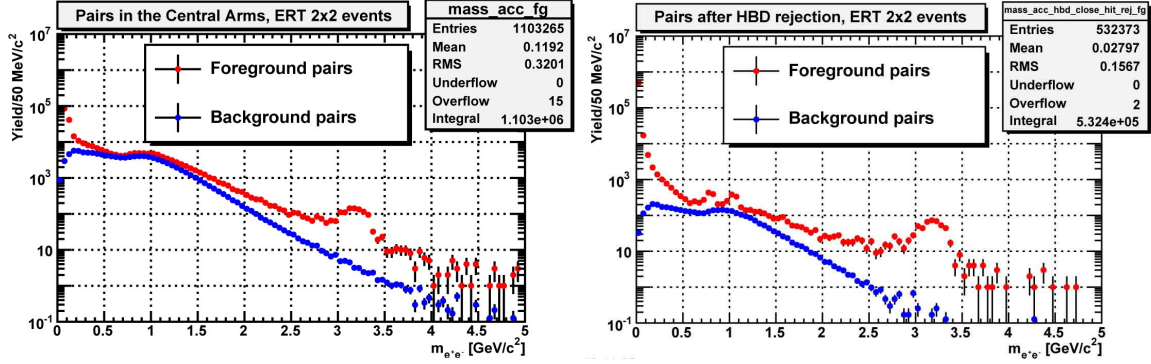 Pairs in the Central Arms, ERT 2x2 events
mass_acc_fg
Entries 1103265
Mean 0.1192
RMS 0.3201
Underflow 0
Overflow 15
Integral 1.103e+06
Foreground pairs
Background pairs
Yield/50 MeV/c²
10⁷
10⁵
10³
10
10⁻¹
0 0.5 1 1.5 2 2.5 3 3.5 4 4.5 5
mₑ⁺ₑ⁻ [GeV/c²]
Pairs after HBD rejection, ERT 2x2 events
mass_acc_hbd_close_hit_rej_fg
Entries 532373
Mean 0.02797
RMS 0.1567
Underflow 0
Overflow 2
Integral 5.324e+05
Foreground pairs
Background pairs
Yield/50 MeV/c²
10⁷
10⁵
10³
10
10⁻¹
0 0.5 1 1.5 2 2.5 3 3.5 4 4.5 5
mₑ⁺ₑ⁻ [GeV/c²]